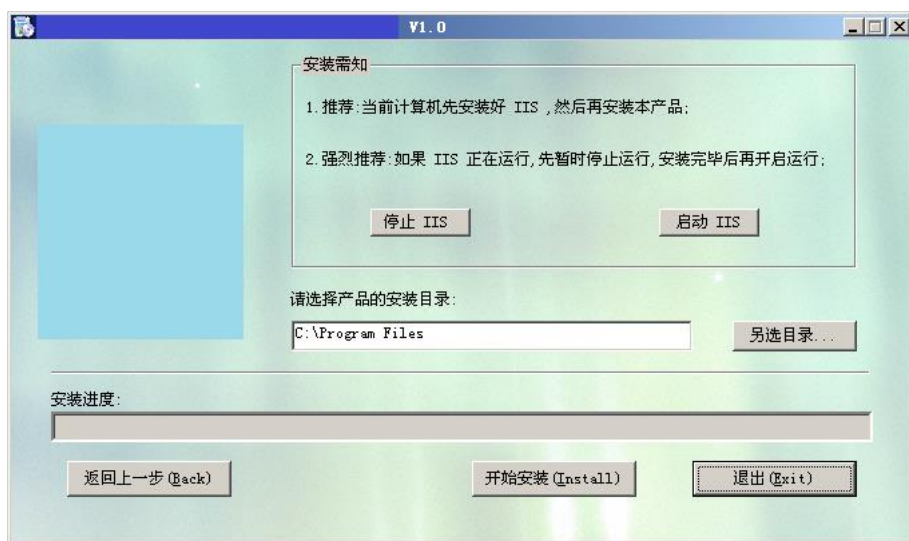 V1.0
安装需知
1.推荐:当前计算机先安装好 IIS ,然后再安装本产品;
2.强烈推荐:如果 IIS 正在运行,先暂时停止运行,安装完毕后再开启运行;
停止 IIS
启动 IIS
请选择产品的安装目录:
C:\Program Files
另选目录...
安装进度:
返回上一步(Back)
开始安装(Install)
退出(Exit)